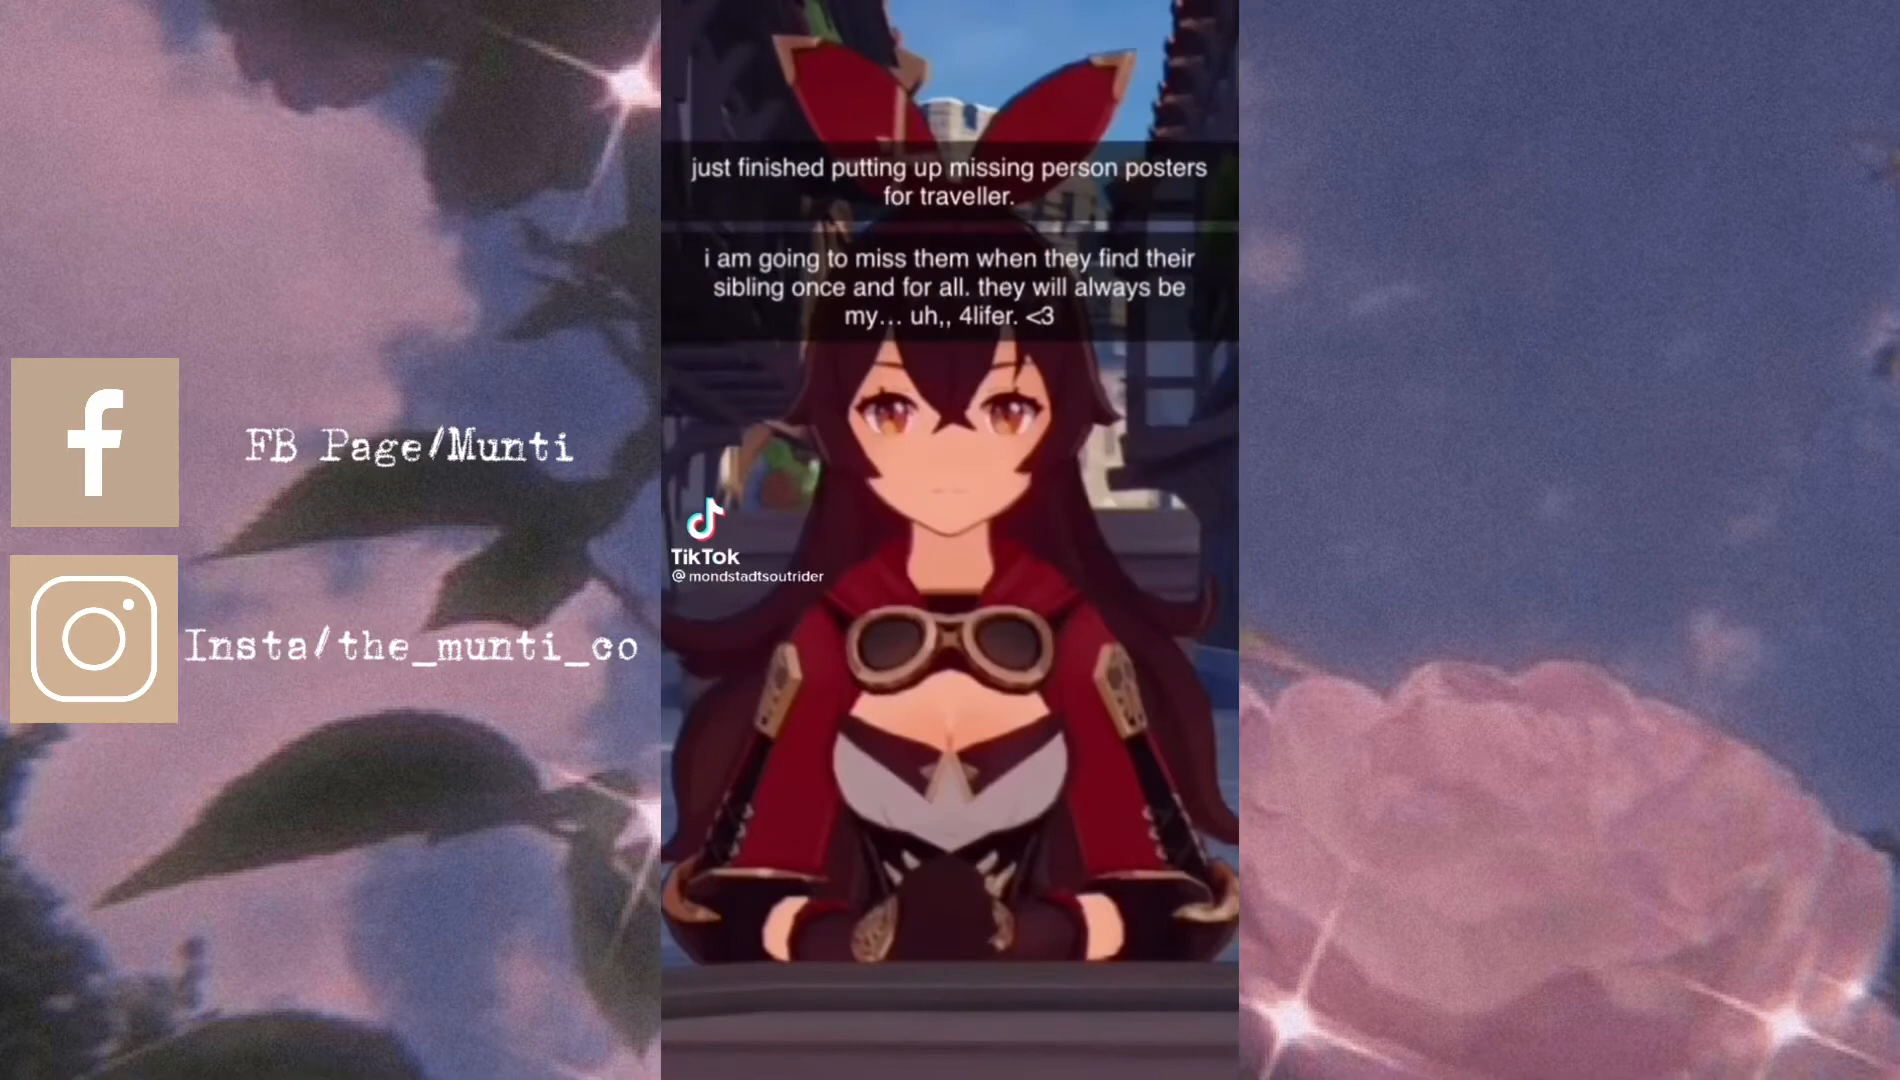 just finished putting up missing person posters
for traveller.
i am going to miss them when they find their
sibling once and for all. they will always be
my... uh,, 4lifer. <3
FB Page/Munti
TikTok
@mondstadtsoutrider
Insta/the_munti_co